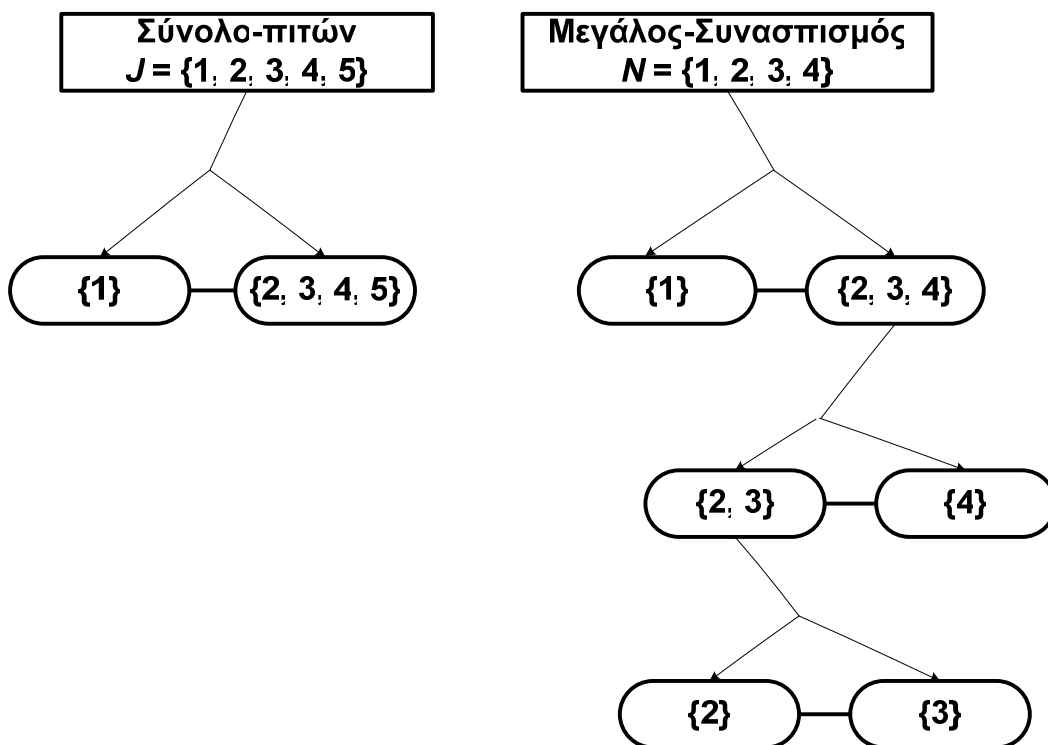 Σύνολο-πιτών
J = {1, 2, 3, 4, 5}
Μεγάλος-Συνασπισμός
N = {1, 2, 3, 4}
{1}
{2, 3, 4, 5}
{1}
{2, 3, 4}
{2, 3}
{4}
{2}
{3}